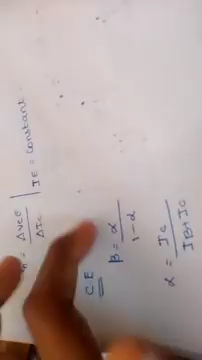 = ΔVCE / ΔIC | IE = Constant
CE
β = α / 1-α
α = IC / IB+IC